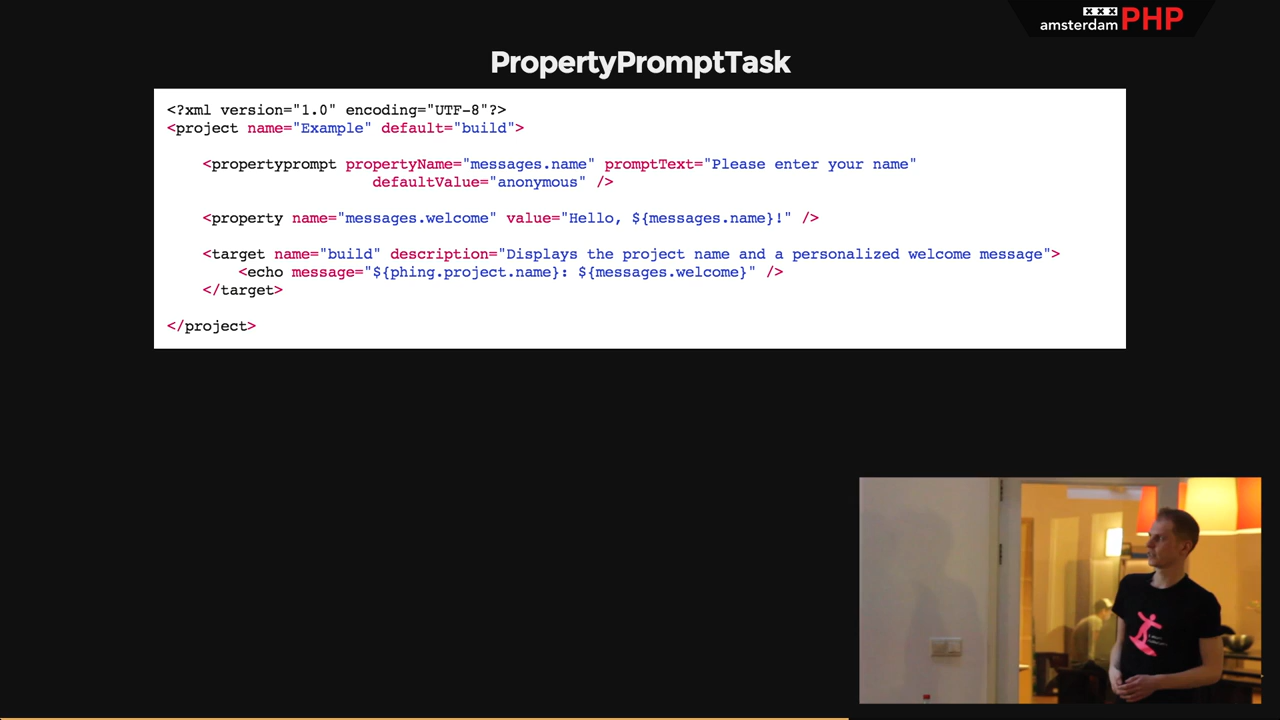 amsterdamPHP
PropertyPromptTask
<?xml version="1.0" encoding="UTF-8"?>
<project name="Example" default="build">
<propertyprompt propertyName="messages.name" promptText="Please enter your name"
defaultValue="anonymous" />
<property name="messages.welcome" value="Hello, ${messages.name}!" />
<target name="build" description="Displays the project name and a personalized welcome message">
<echo message="${phing.project.name}: ${messages.welcome}" />
</target>
</project>